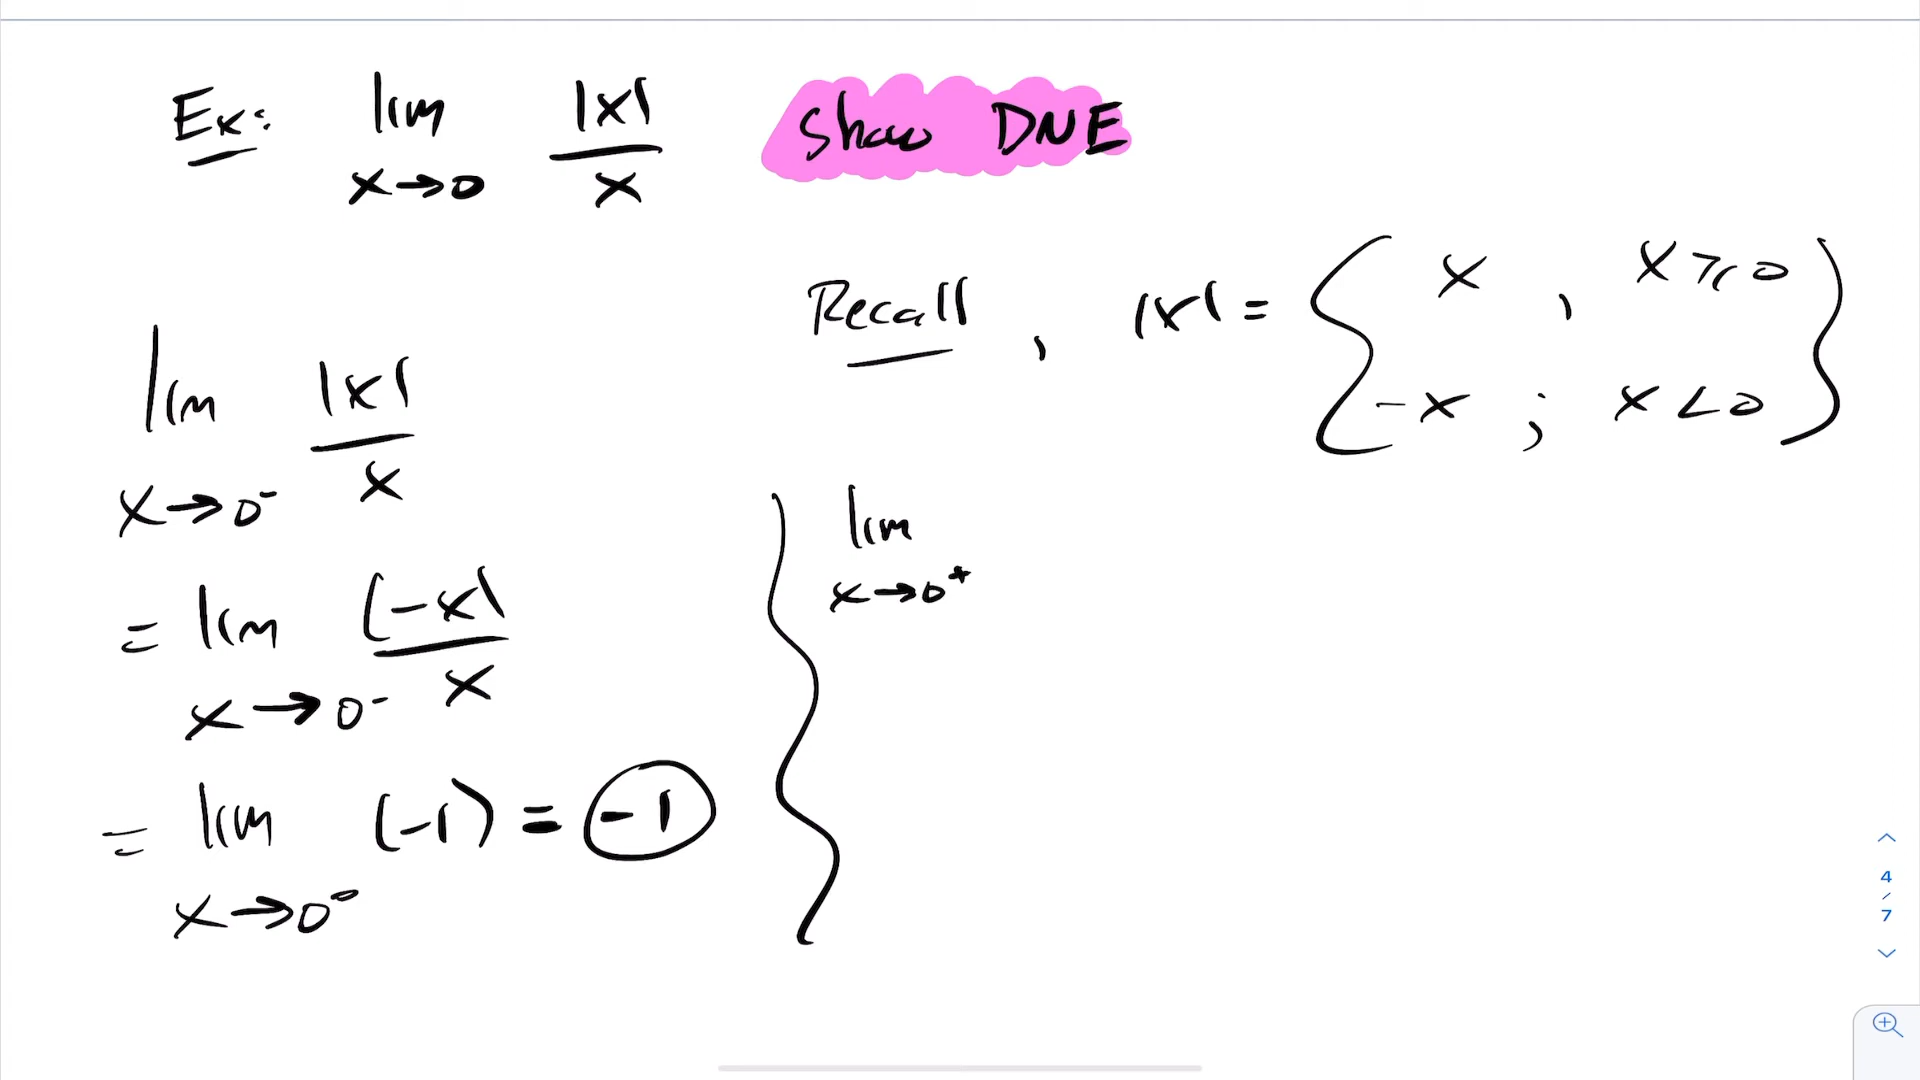 Ex: lim x→0 |x|/x Show DNE
Recall, |x| = { x , x ≥ 0
-x ; x < 0 }
lim x→0⁻ |x|/x
= lim x→0⁻ (-x)/x
= lim x→0⁻ (-1) = -1
lim x→0⁺
4
/
7